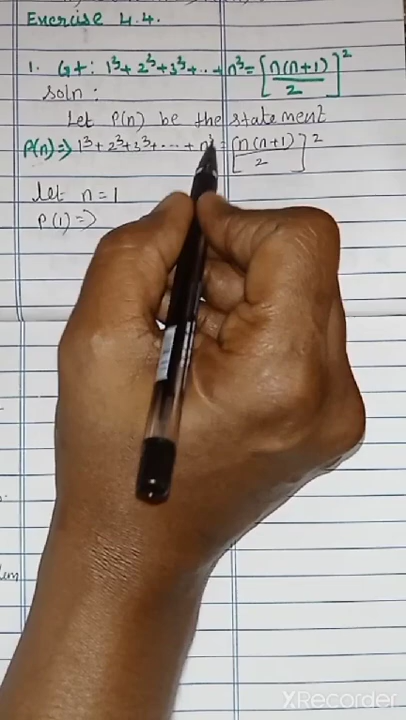 Exercise 4.4.
1. Gt: 1³+2³+3³+...+n³=[n(n+1)/2]²
soln :
Let P(n) be the statement
P(n)=> 1³+2³+3³+...+n³=[n(n+1)/2]²
let n=1
P(1)=>
XRecorder